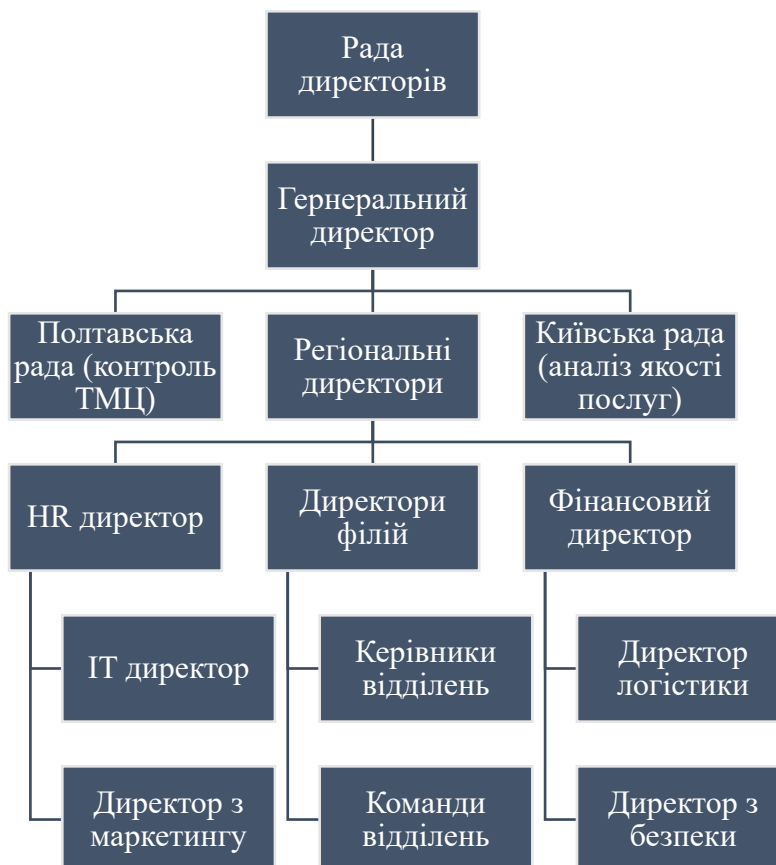 Рада
директорів
Гернеральний
директор
Полтавська
рада (контроль
ТМЦ)
Регіональні
директори
Київська рада
(аналіз якості
послуг)
HR директор
Директори
філій
Фінансовий
директор
ІТ директор
Керівники
відділень
Директор
логістики
Директор з
маркетингу
Команди
відділень
Директор з
безпеки